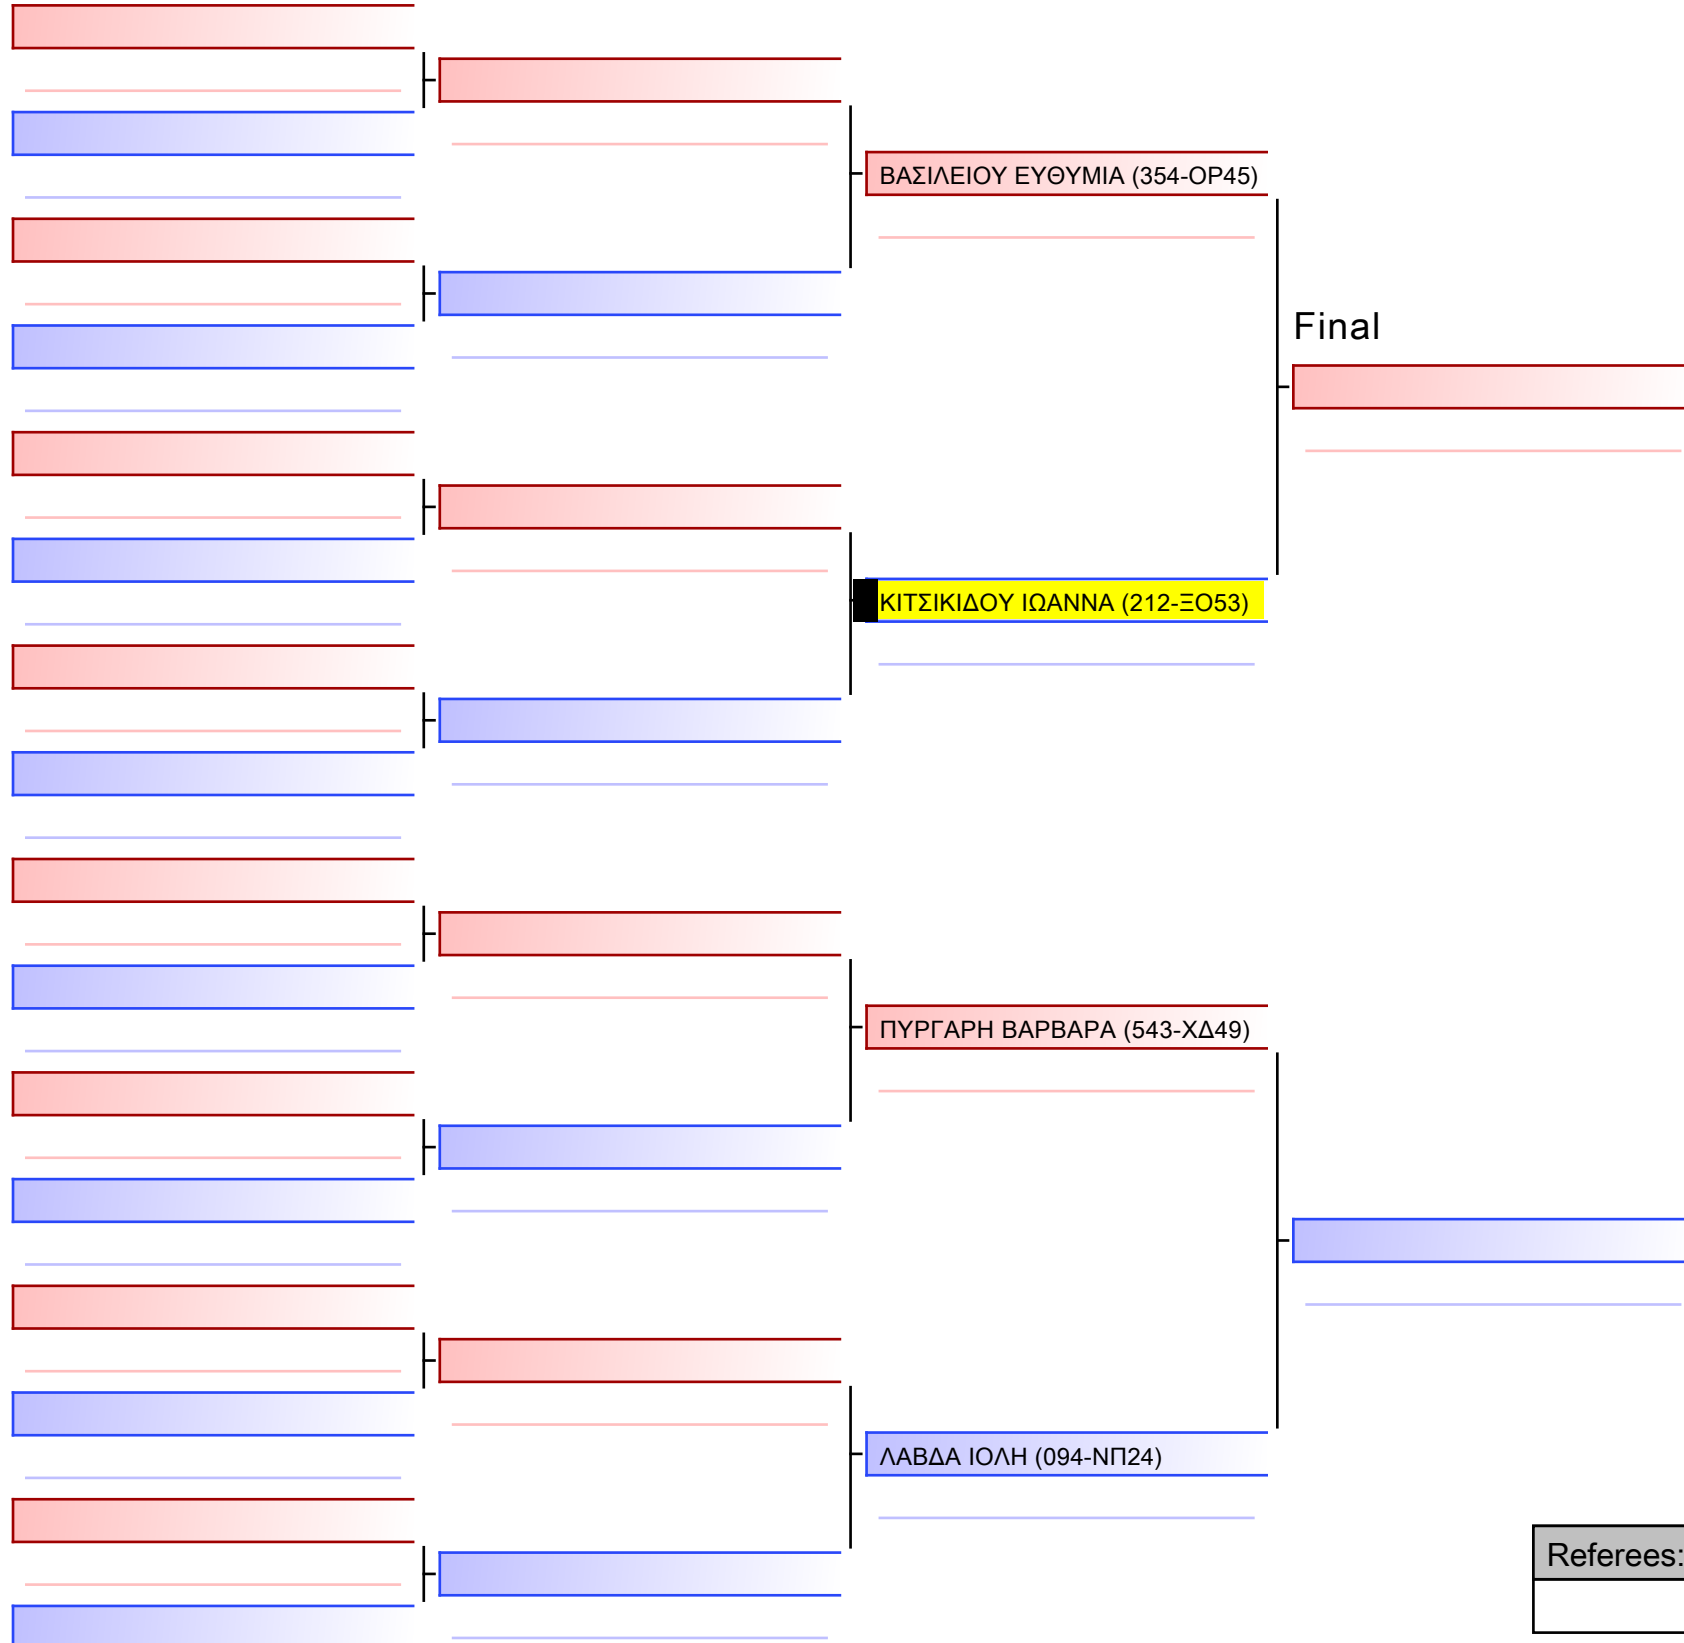 ΒΑΣΙΛΕΙΟΥ ΕΥΘΥΜΙΑ (354-ΟΡ45)
Final
ΚΙΤΣΙΚΙΔΟΥ ΙΩΑΝΝΑ (212-ΞΟ53)
ΠΥΡΓΑΡΗ ΒΑΡΒΑΡΑ (543-ΧΔ49)
ΛΑΒΔΑ ΙΟΛΗ (094-ΝΠ24)
Referees: